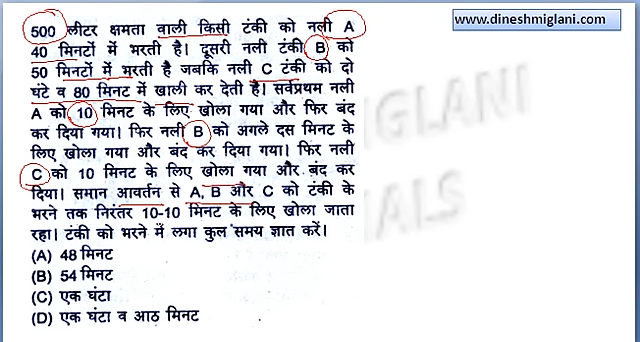 www.dineshmiglani.com
500 लीटर क्षमता वाली किसी टंकी को नली A
40 मिनटों में भरती है। दूसरी नली टंकी B को
50 मिनटों में भरती है जबकि नली C टंकी को दो
घंटे व 80 मिनट में खाली कर देती है। सर्वप्रथम नली
A को 10 मिनट के लिए खोला गया और फिर बंद
कर दिया गया। फिर नली B को अगले दस मिनट के
लिए खोला गया और बंद कर दिया गया। फिर नली
C को 10 मिनट के लिए खोला गया और बंद कर
दिया। समान आवर्तन से A, B और C को टंकी के
भरने तक निरंतर 10-10 मिनट के लिए खोला जाता
रहा। टंकी को भरने में लगा कुल समय ज्ञात करें।
(A) 48 मिनट
(B) 54 मिनट
(C) एक घंटा
(D) एक घंटा व आठ मिनट